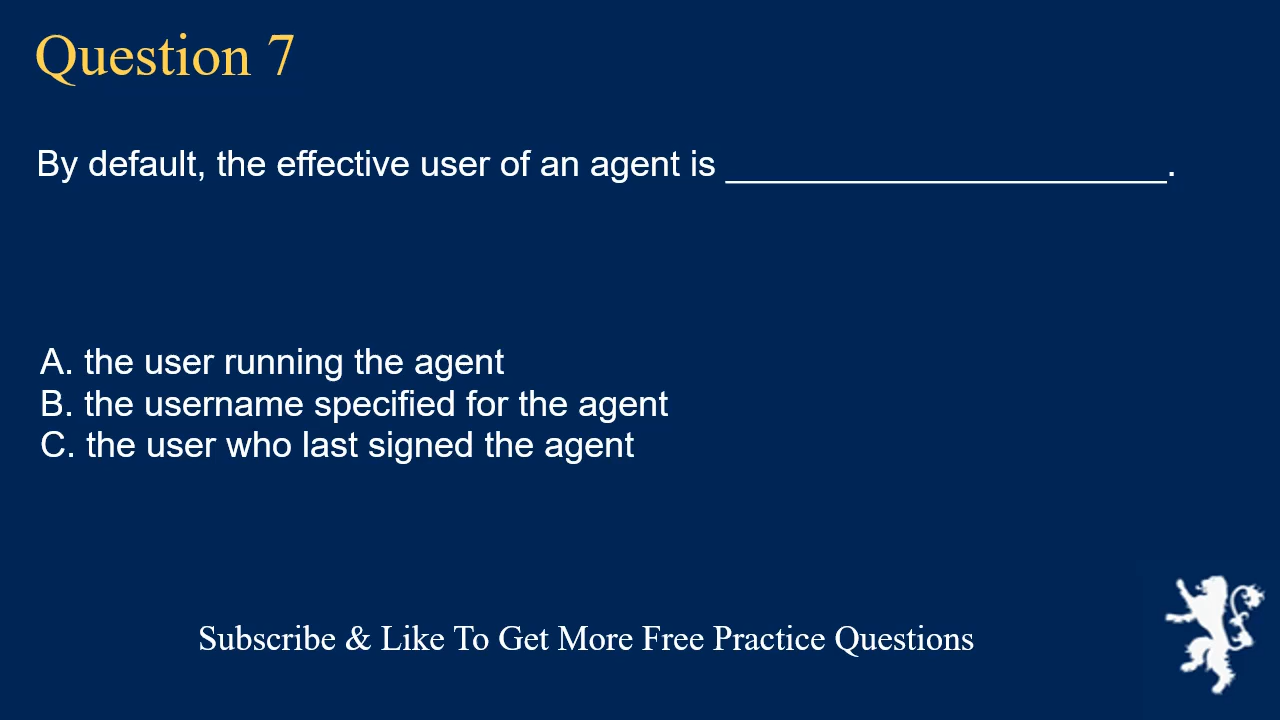 Question 7
By default, the effective user of an agent is ______________________.
A. the user running the agent
B. the username specified for the agent
C. the user who last signed the agent
Subscribe & Like To Get More Free Practice Questions